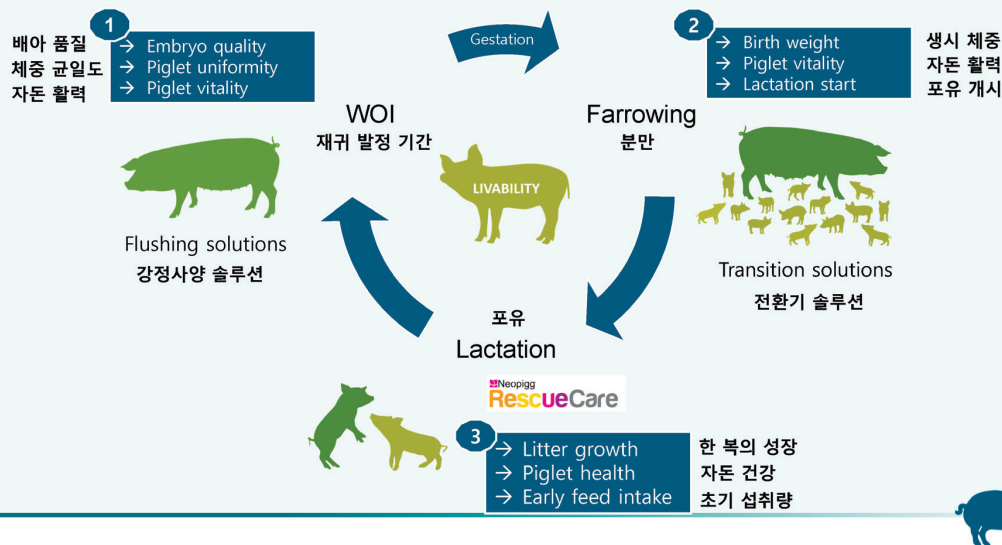 1
배아 품질
체중 균일도
자돈 활력
→ Embryo quality
→ Piglet uniformity
→ Piglet vitality
Gestation
2
→ Birth weight
→ Piglet vitality
→ Lactation start
생시 체중
자돈 활력
포유 개시
WOI
재귀 발정 기간
Farrowing
분만
LIVABILITY
Flushing solutions
강정사양 솔루션
Transition solutions
전환기 솔루션
포유
Lactation
Neopigg
RescueCare
3
→ Litter growth
→ Piglet health
→ Early feed intake
한 복의 성장
자돈 건강
초기 섭취량